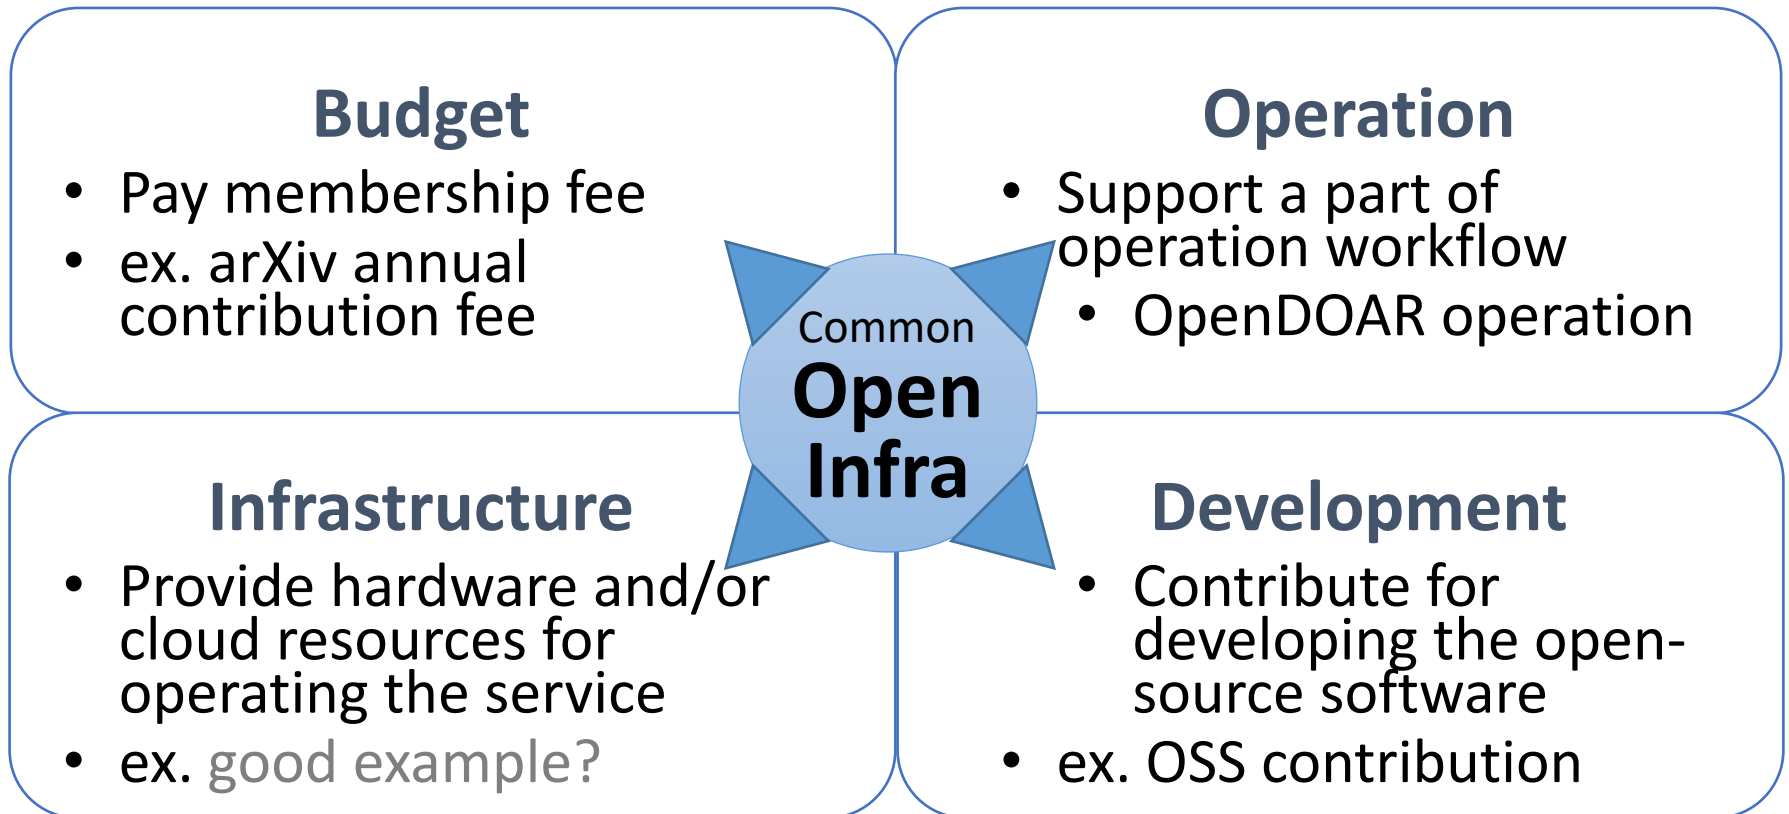 Budget
• Pay membership fee
• ex. arXiv annual
contribution fee
Operation
• Support a part of
operation workflow
• OpenDOAR operation
Common
Open
Infra
Infrastructure
• Provide hardware and/or
cloud resources for
operating the service
• ex. good example?
Development
• Contribute for
developing the open-
source software
• ex. OSS contribution